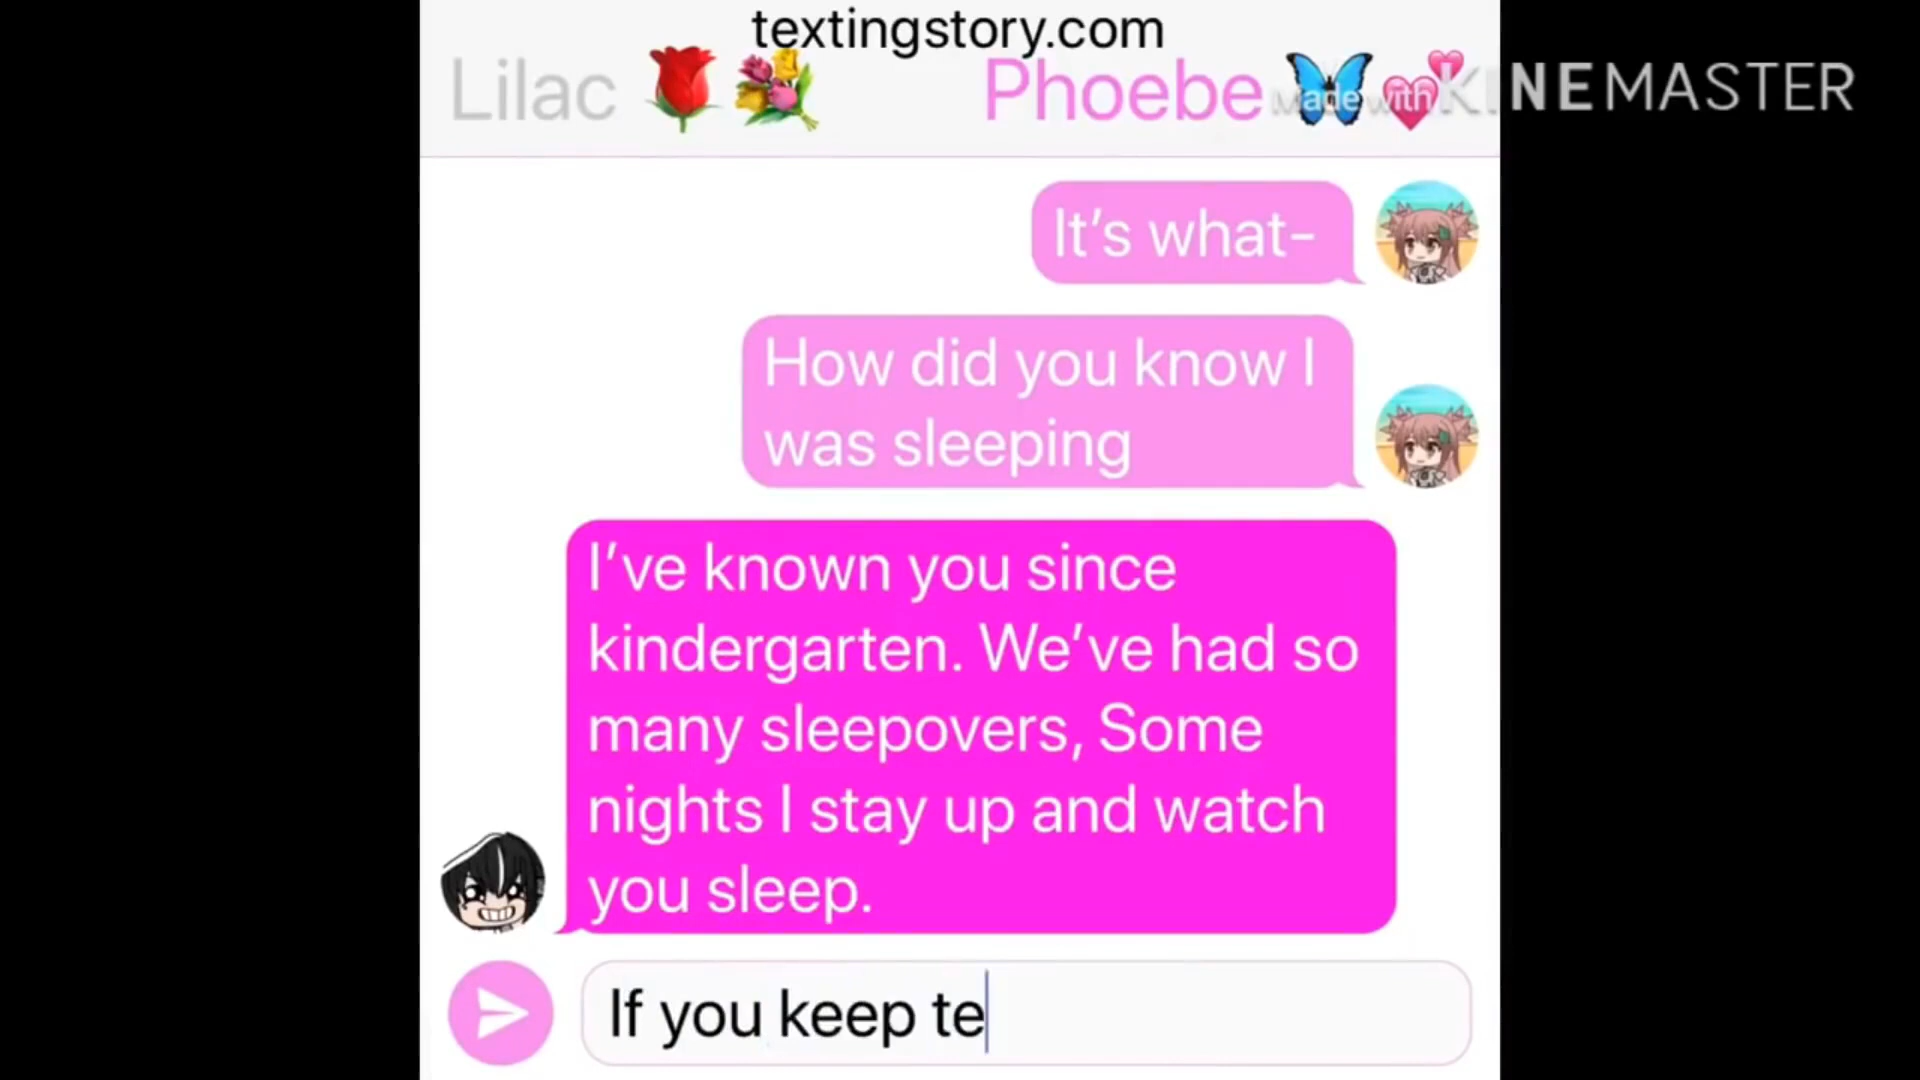 textingstory.com
Lilac 🌹 💐 Phoebe 🦋 💕
Made with KINEMASTER
It's what-
How did you know I
was sleeping
I've known you since
kindergarten. We've had so
many sleepovers, Some
nights I stay up and watch
you sleep.
If you keep te